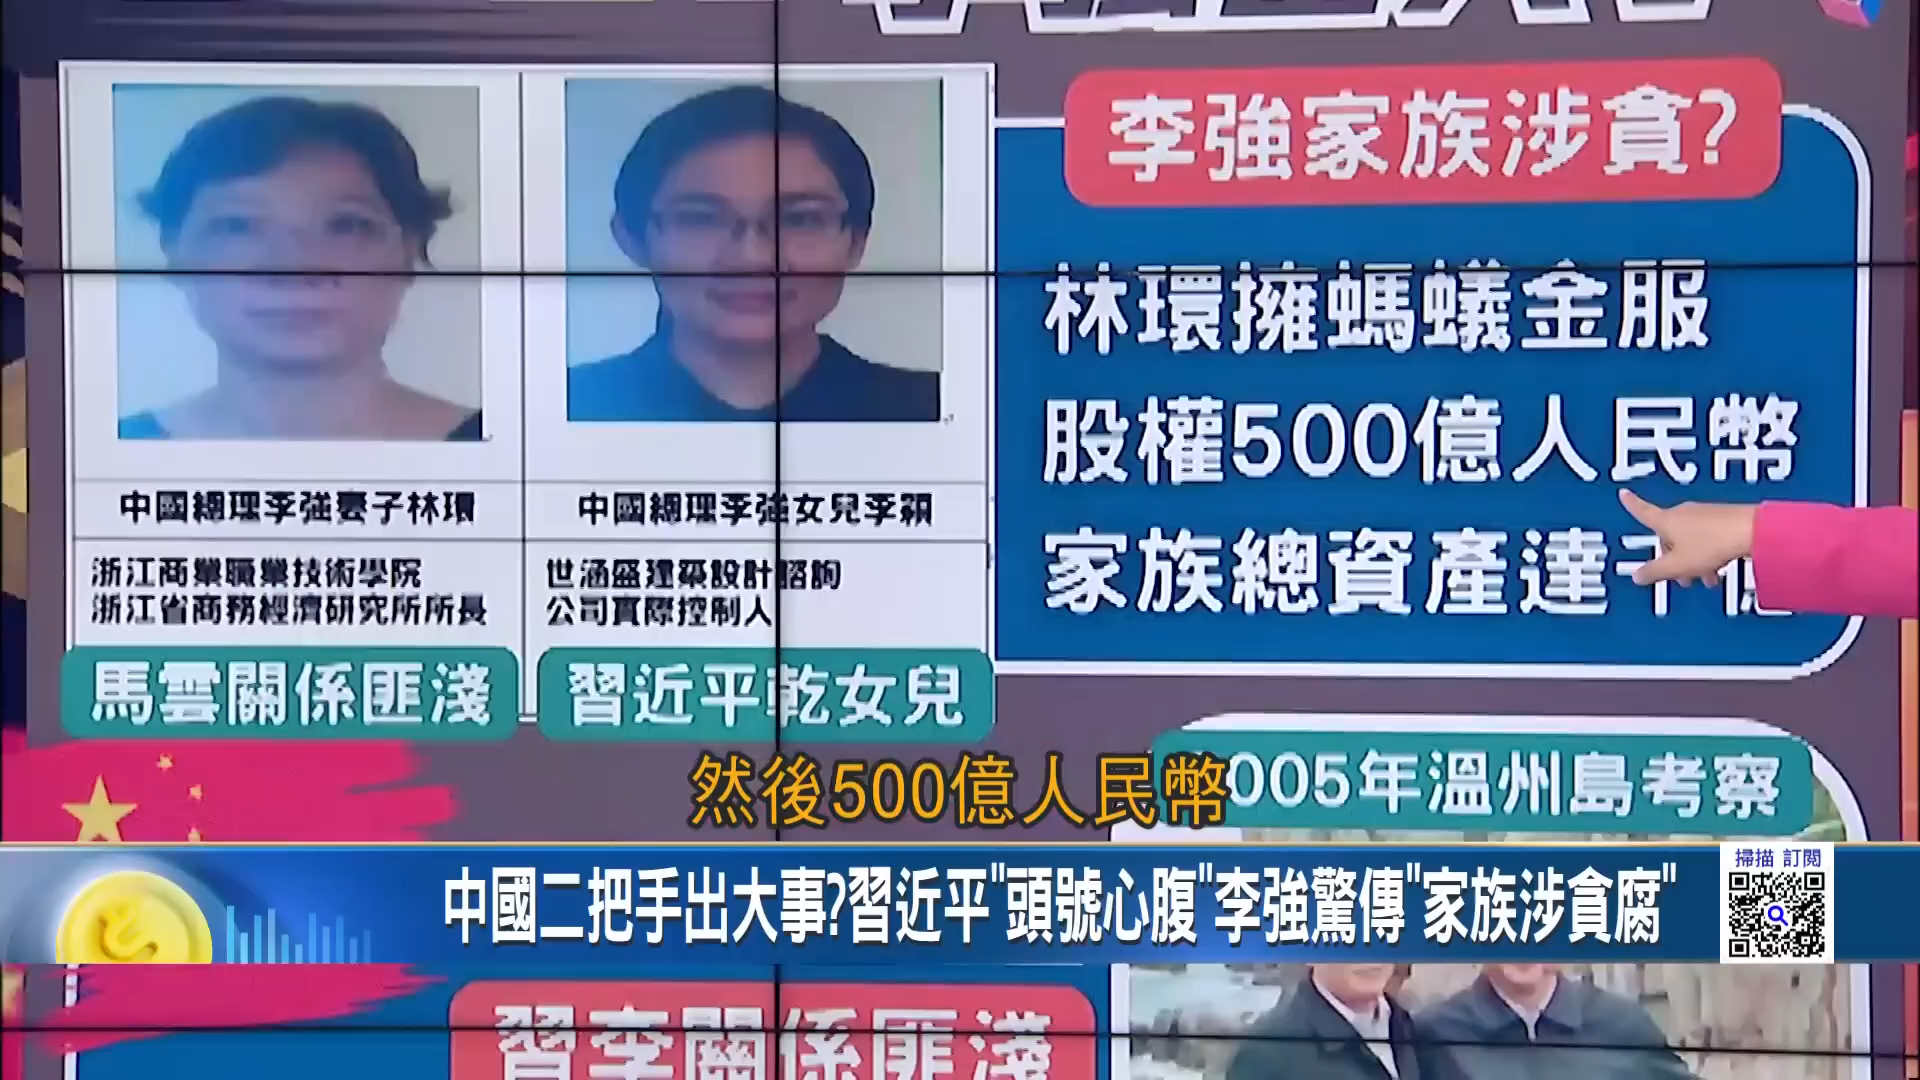 李強家族涉貪?
林環擁螞蟻金服
股權500億人民幣
家族總資產達千億
中國總理李強妻子林環
中國總理李強女兒李穎
浙江商業職業技術學院
浙江省商務經濟研究所所長
世涵盛建築設計諮詢
公司實際控制人
馬雲關係匪淺
習近平乾女兒
然後500億人民幣
005年溫州島考察
中國二把手出大事?習近平"頭號心腹"李強驚傳"家族涉貪腐"
掃描 訂閱
習李關係匪淺